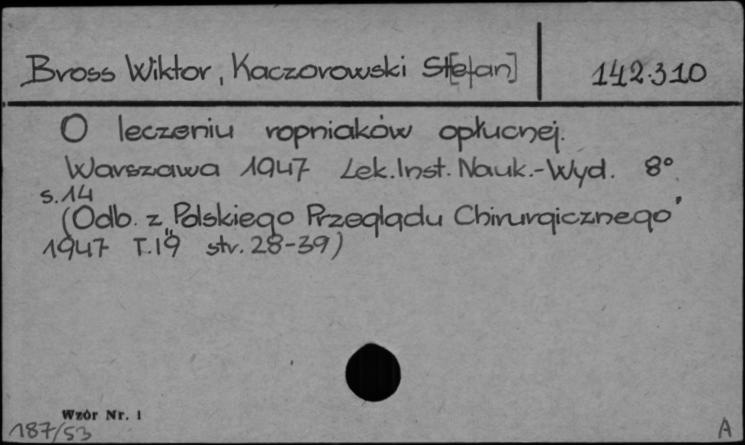 Bross Wiktor, Kaczorowski St[efan]
142.310
O leczeniu ropniaków opłucnej.
Warszawa 1947 Lek. Inst. Nauk.-Wyd. 8°
s. 14
(Odb. z „Polskiego Przeglądu Chirurgicznego"
1947 T. 19 str. 28-39)
Wzór Nr. 1
187/53
A